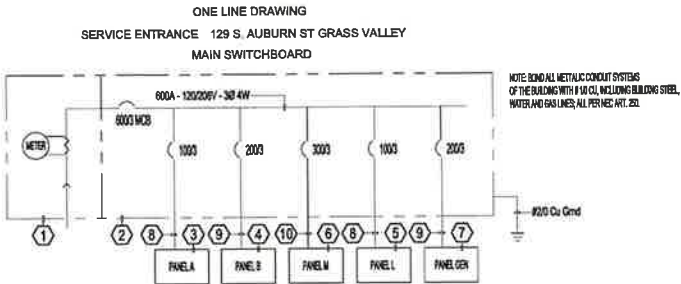 ONE LINE DRAWING
SERVICE ENTRANCE 129 S. AUBURN ST GRASS VALLEY
MAIN SWITCHBOARD
NOTE: BOND ALL METTALIC CONDUIT SYSTEMS
OF THE BUILDING WITH # 1/0 CU, INCLUDING BUILDING STEEL,
WATER AND GAS LINES; ALL PER NEC ART. 250.
600A - 120/208V - 3Ø 4W
600/3 MCB
METER
100/3
200/3
300/3
100/3
200/3
#2/0 Cu Grnd
1
2
8
3
9
4
10
6
8
5
9
7
PANEL A
PANEL B
PANEL M
PANEL L
PANEL GEN